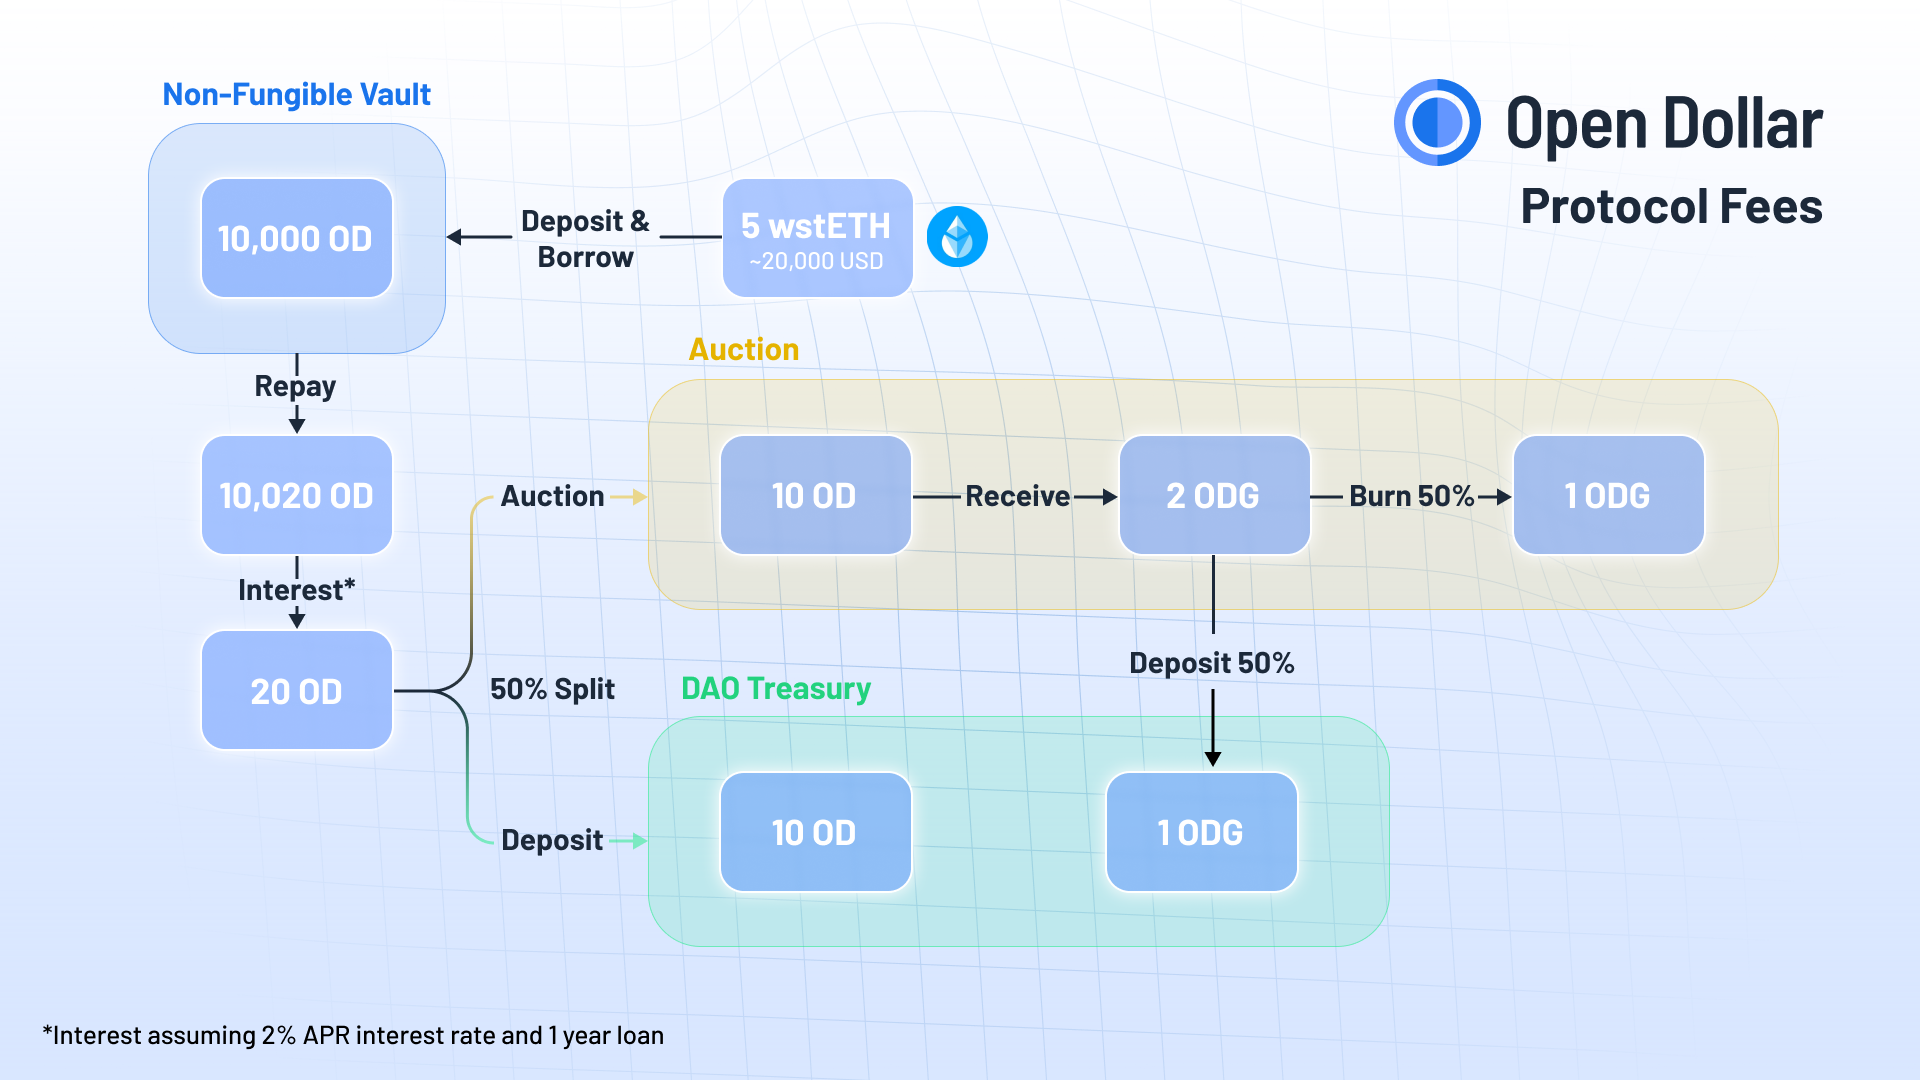 Non-Fungible Vault
Open Dollar
Protocol Fees
10,000 OD
Deposit &
Borrow
5 wstETH
~20,000 USD
Repay
10,020 OD
Interest*
20 OD
50% Split
Auction
Auction
10 OD
Receive
2 ODG
Burn 50%
1 ODG
Deposit 50%
DAO Treasury
Deposit
10 OD
1 ODG
*Interest assuming 2% APR interest rate and 1 year loan